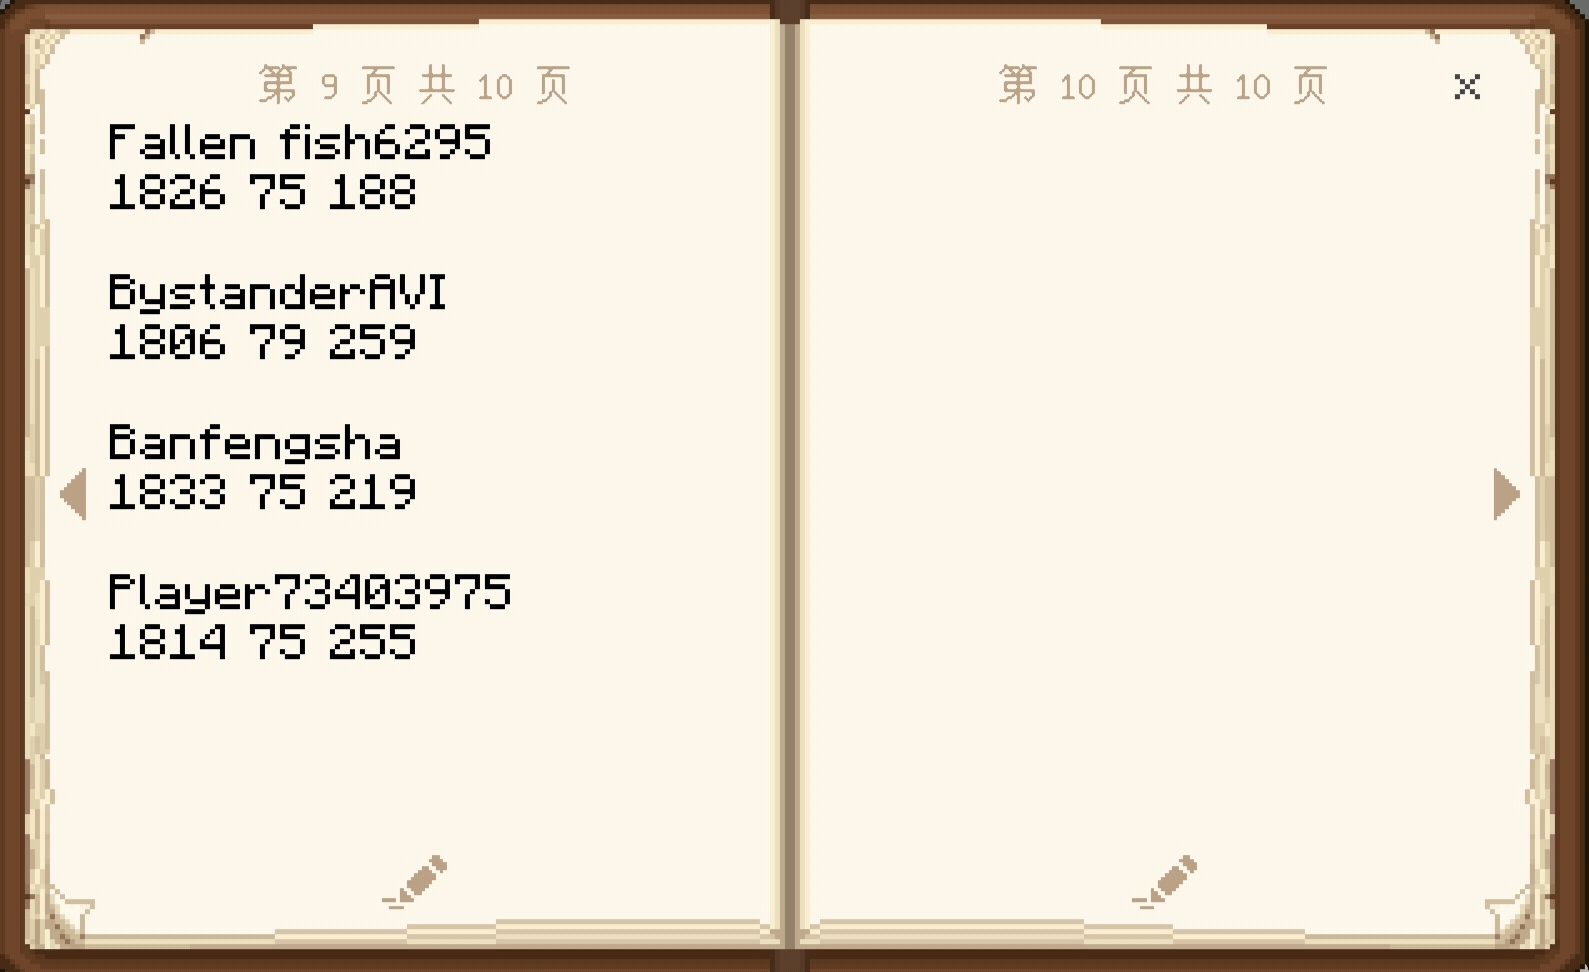 第 9 页 共 10 页
Fallen fish6295
1826 75 188
BystanderAVI
1806 79 259
Banfengsha
1833 75 219
Player73403975
1814 75 255
第 10 页 共 10 页